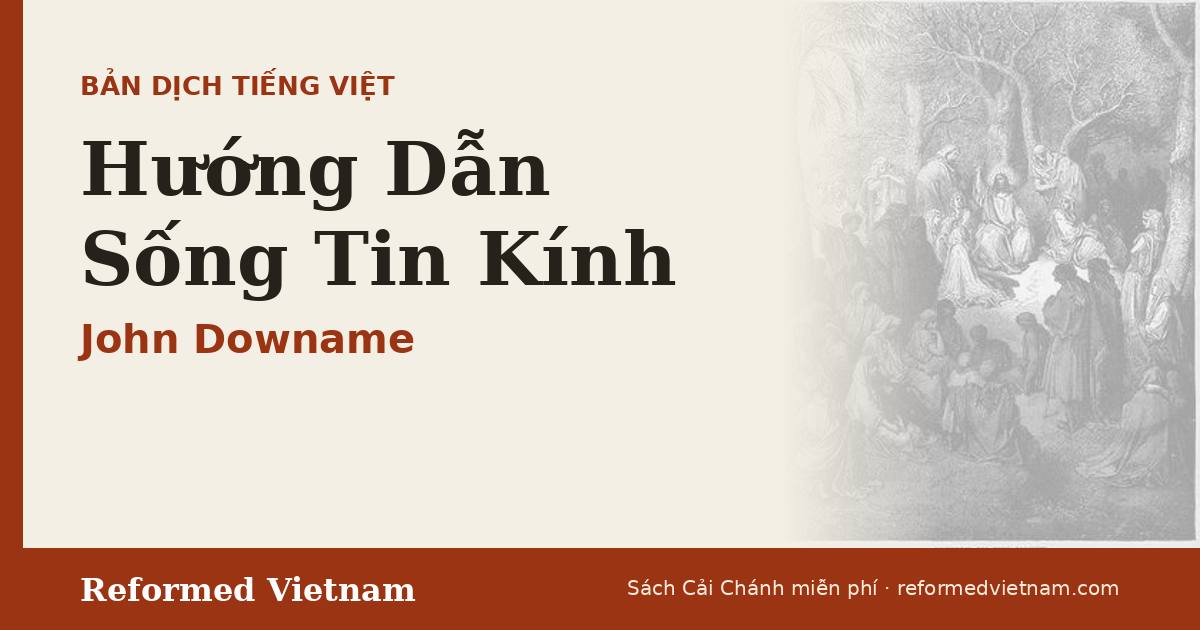 BẢN DỊCH TIẾNG VIỆT
Hướng Dẫn
Sống Tin Kính
John Downame
Reformed Vietnam
Sách Cải Chánh miễn phí · reformedvietnam.com